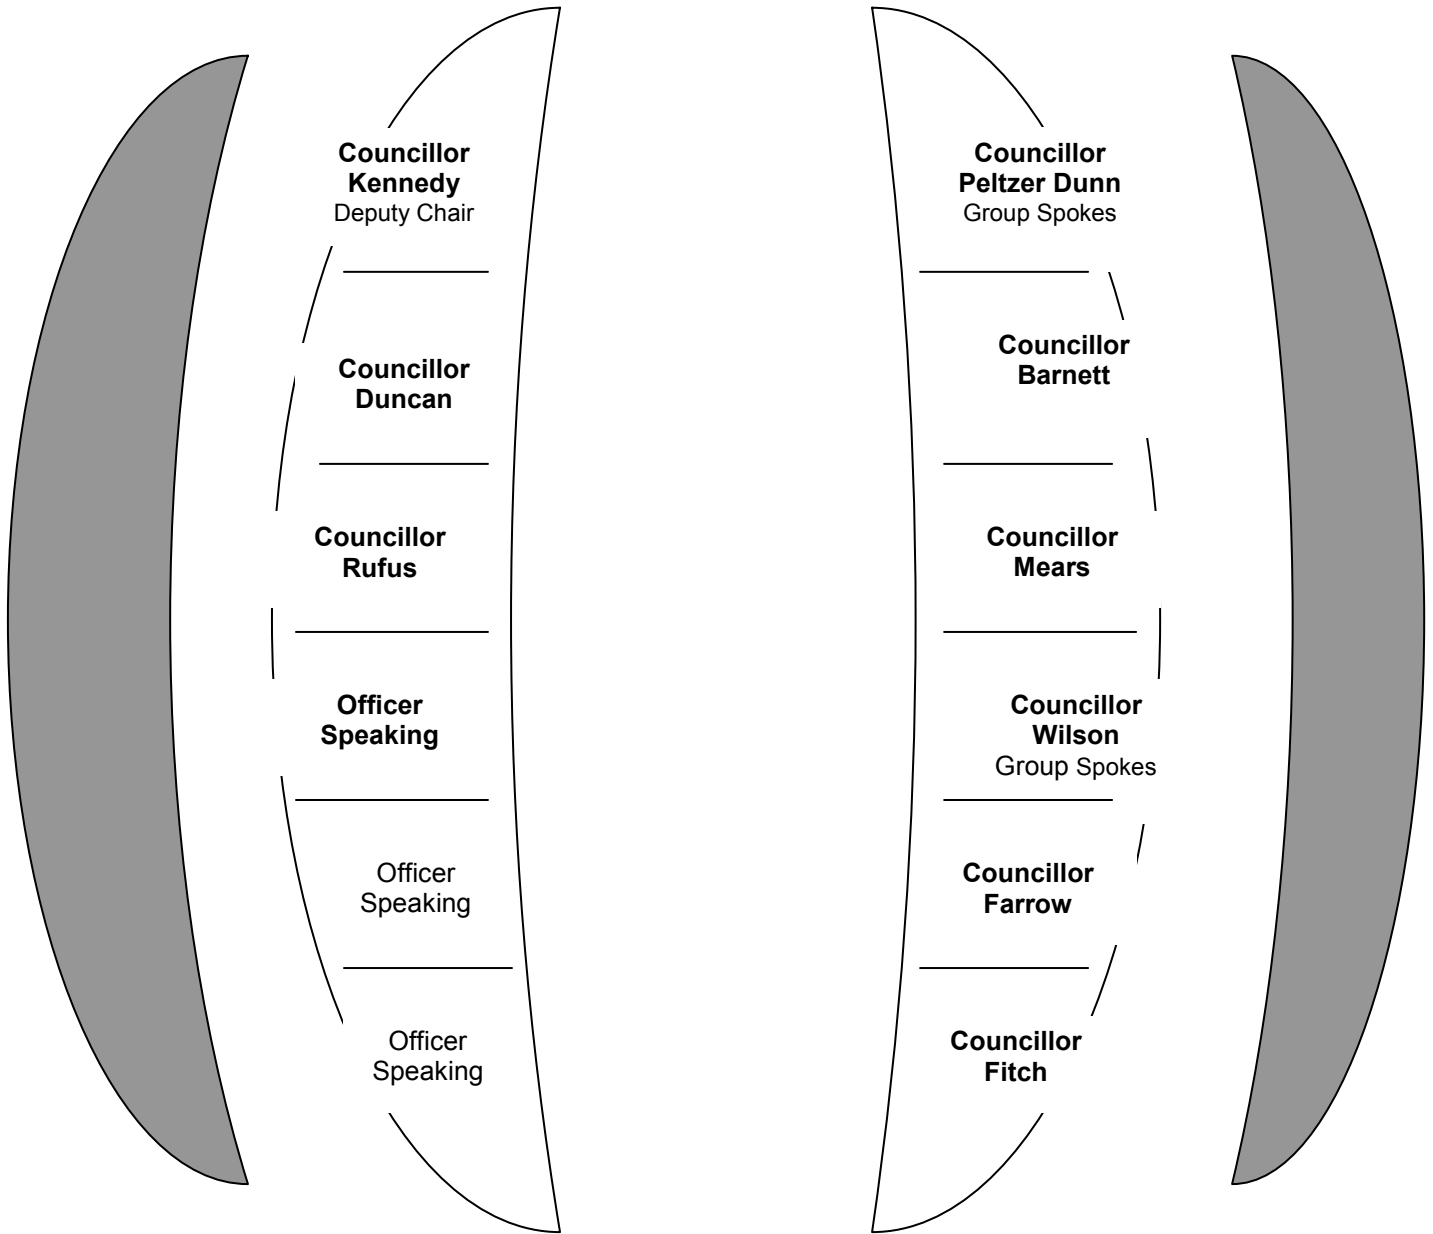 Councillor
Kennedy
Deputy Chair
Councillor
Duncan
Councillor
Rufus
Officer
Speaking
Officer
Speaking
Officer
Speaking
Councillor
Peltzer Dunn
Group Spokes
Councillor
Barnett
Councillor
Mears
Councillor
Wilson
Group Spokes
Councillor
Farrow
Councillor
Fitch